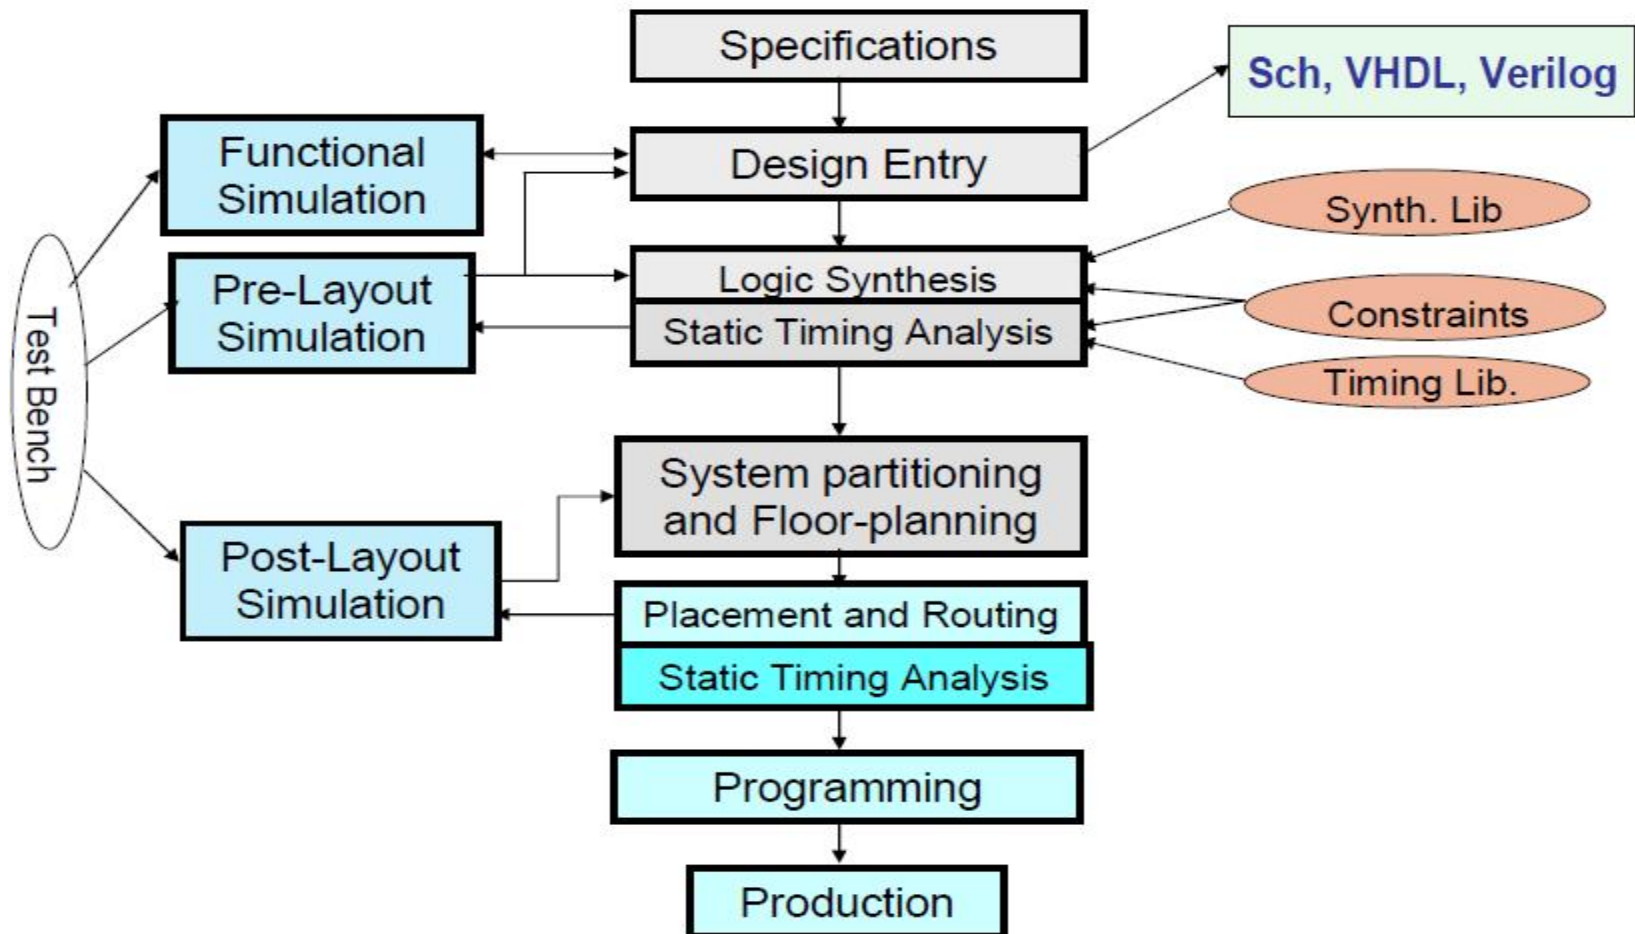 Specifications
Sch, VHDL, Verilog
Functional
Simulation
Design Entry
Synth. Lib
Pre-Layout
Simulation
Logic Synthesis
Static Timing Analysis
Constraints
Timing Lib.
Test Bench
System partitioning
and Floor-planning
Post-Layout
Simulation
Placement and Routing
Static Timing Analysis
Programming
Production